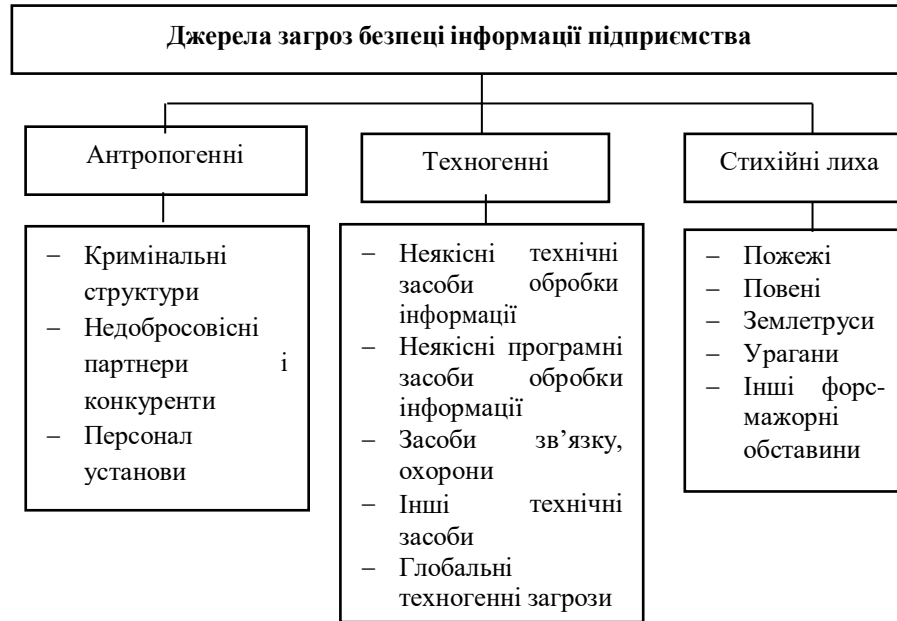 Джерела загроз безпеці інформації підприємства
Антропогенні
Техногенні
Стихійні лиха
– Кримінальні
структури
– Недобросовісні
партнери і
конкуренти
– Персонал
установи
– Неякісні технічні
засоби обробки
інформації
– Неякісні програмні
засоби обробки
інформації
– Засоби зв’язку,
охорони
– Інші технічні
засоби
– Глобальні
техногенні загрози
– Пожежі
– Повені
– Землетруси
– Урагани
– Інші форс-
мажорні
обставини